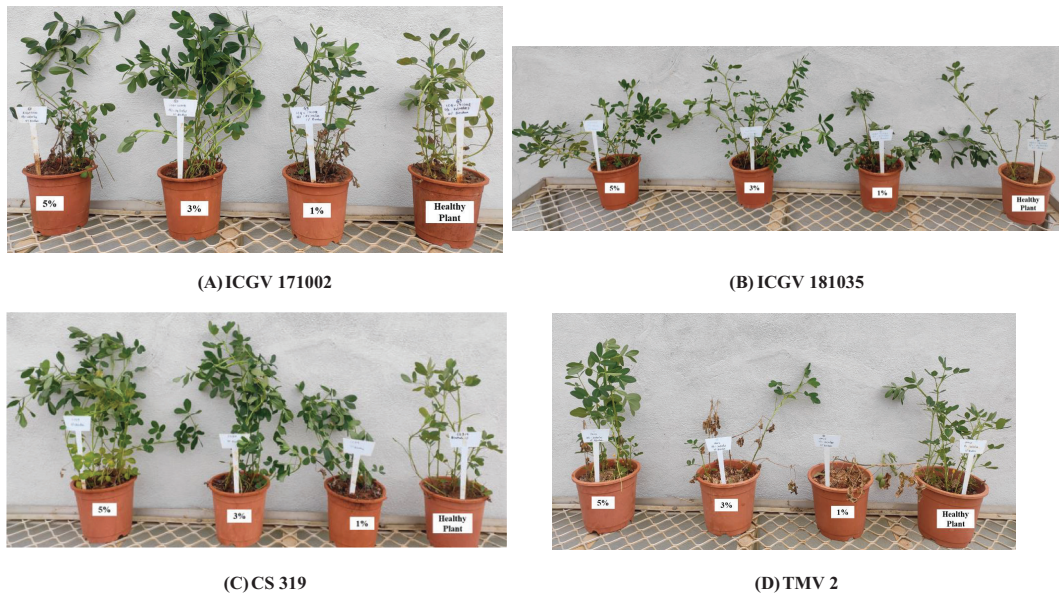 5%
3%
1%
Healthy
Plant
(A) ICGV 171002
5%
3%
1%
Healthy
Plant
(B) ICGV 181035
5%
3%
1%
Healthy
Plant
(C) CS 319
5%
3%
1%
Healthy
Plant
(D) TMV 2